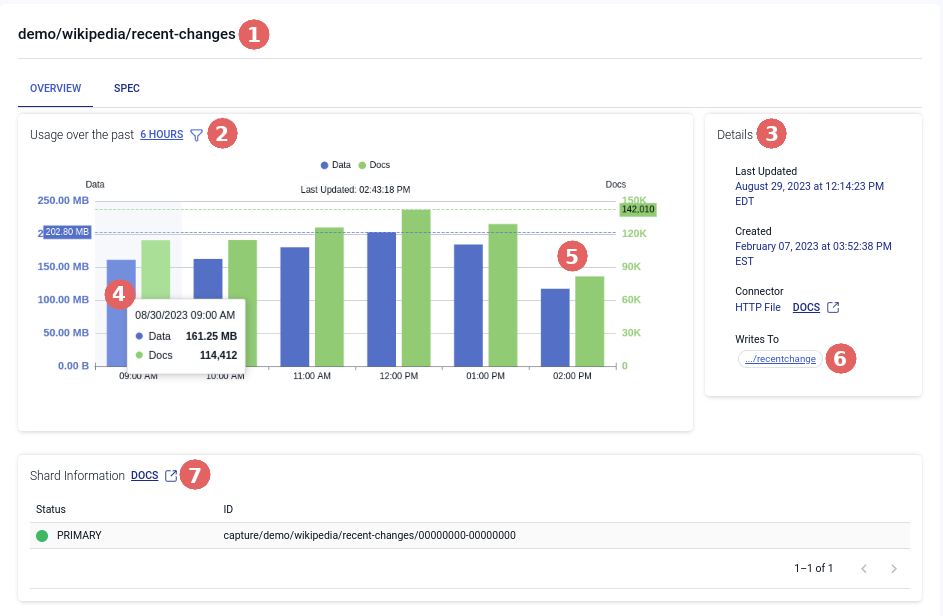 demo/wikipedia/recent-changes 1
OVERVIEW SPEC
Usage over the past 6 HOURS 2
Data Docs
Data Last Updated: 02:43:18 PM Docs
250.00 MB
202.80 MB
150.00 MB
100.00 MB
50.00 MB
0.00 B
150K
142,010
120K
90K
60K
30K
0
5
4
08/30/2023 09:00 AM
Data 161.25 MB
Docs 114,412
09:00 AM 10:00 AM 11:00 AM 12:00 PM 01:00 PM 02:00 PM
Details 3
Last Updated
August 29, 2023 at 12:14:23 PM
EDT
Created
February 07, 2023 at 03:52:38 PM
EST
Connector
HTTP File DOCS
Writes To
.../recentchange 6
Shard Information DOCS 7
Status ID
PRIMARY capture/demo/wikipedia/recent-changes/00000000-00000000
1–1 of 1